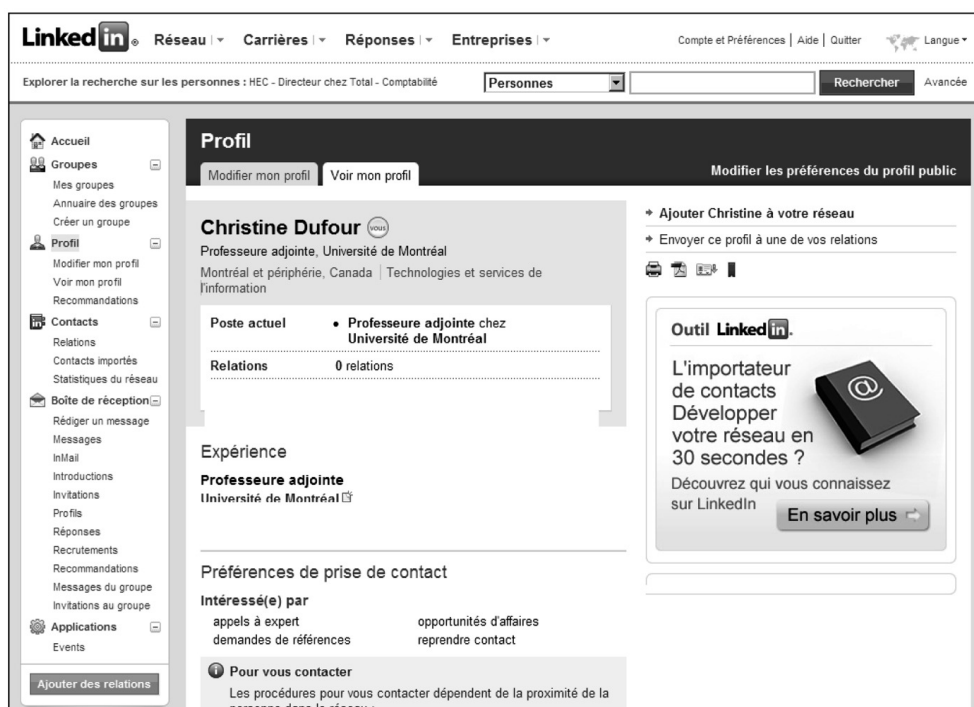 Linked in ® Réseau Carrières Réponses Entreprises Compte et Préférences | Aide | Quitter Langue
Explorer la recherche sur les personnes : HEC - Directeur chez Total - Comptabilité Personnes Rechercher Avancée
Accueil
Groupes
Mes groupes
Annuaire des groupes
Créer un groupe
Profil
Modifier mon profil
Voir mon profil
Recommandations
Contacts
Relations
Contacts importés
Statistiques du réseau
Boîte de réception
Rédiger un message
Messages
InMail
Introductions
Invitations
Profils
Réponses
Recrutements
Recommandations
Messages du groupe
Invitations au groupe
Applications
Events
Ajouter des relations
Profil
Modifier mon profil Voir mon profil Modifier les préférences du profil public
Christine Dufour vous
Professeure adjointe, Université de Montréal
Montréal et périphérie, Canada | Technologies et services de
l'information
Poste actuel • Professeure adjointe chez
Université de Montréal
Relations 0 relations
Expérience
Professeure adjointe
Université de Montréal
Préférences de prise de contact
Intéressé(e) par
appels à expert opportunités d'affaires
demandes de références reprendre contact
Pour vous contacter
Les procédures pour vous contacter dépendent de la proximité de la
personne dans le réseau :
Ajouter Christine à votre réseau
Envoyer ce profil à une de vos relations
Outil Linked in.
L'importateur
de contacts
Développer
votre réseau en
30 secondes ?
Découvrez qui vous connaissez
sur LinkedIn
En savoir plus